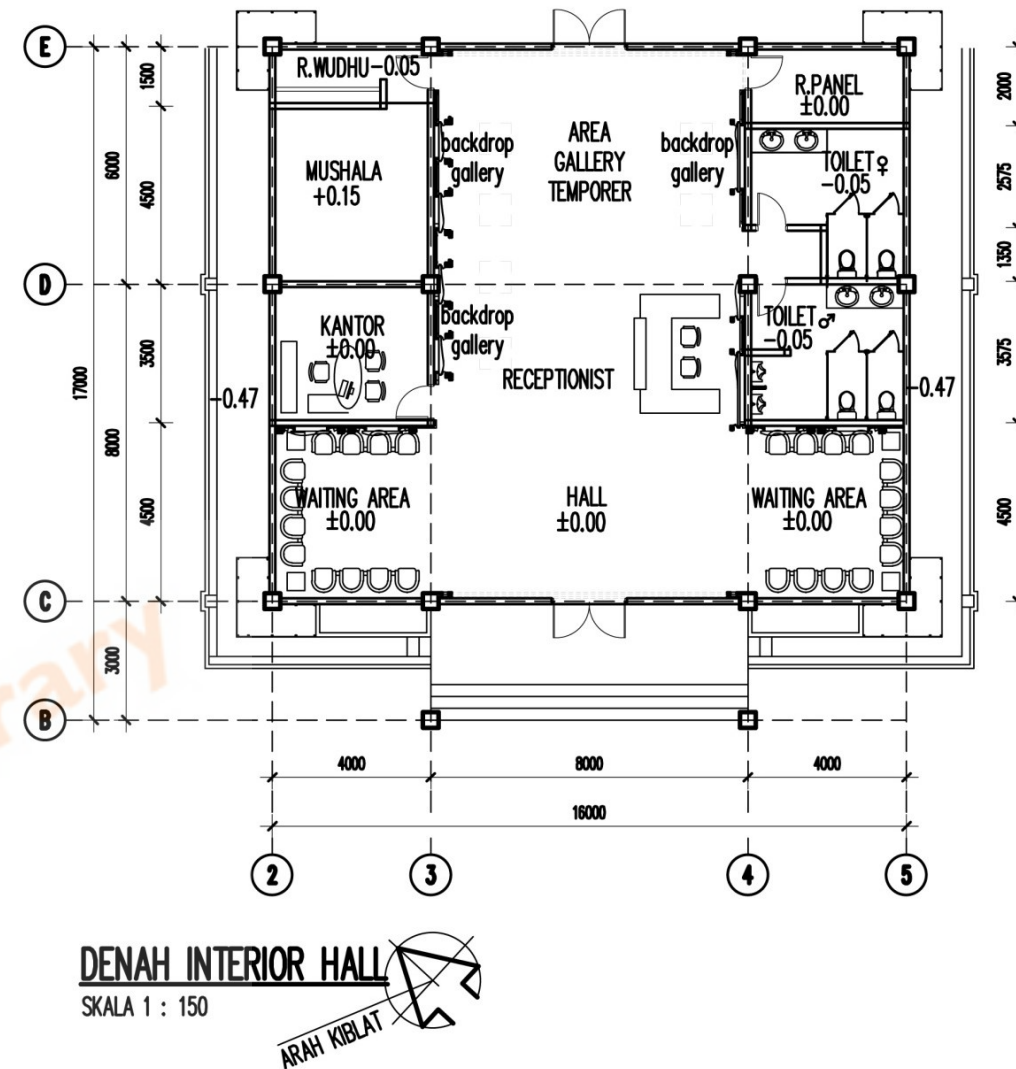 E
R.WUDHU -0.05
R.PANEL
±0.00
1500
2000
backdrop
gallery
AREA
GALLERY
TEMPORER
backdrop
gallery
TOILET♀
-0.05
MUSHALA
+0.15
6000
4500
2575
1350
D
backdrop
gallery
KANTOR
±0.00
TOILET♂
-0.05
3500
3575
RECEPTIONIST
17000
-0.47
-0.47
8000
WAITING AREA
±0.00
HALL
±0.00
WAITING AREA
±0.00
4500
4500
C
3000
B
4000
8000
4000
16000
2
3
4
5
DENAH INTERIOR HALL
SKALA 1 : 150
ARAH KIBLAT
rary